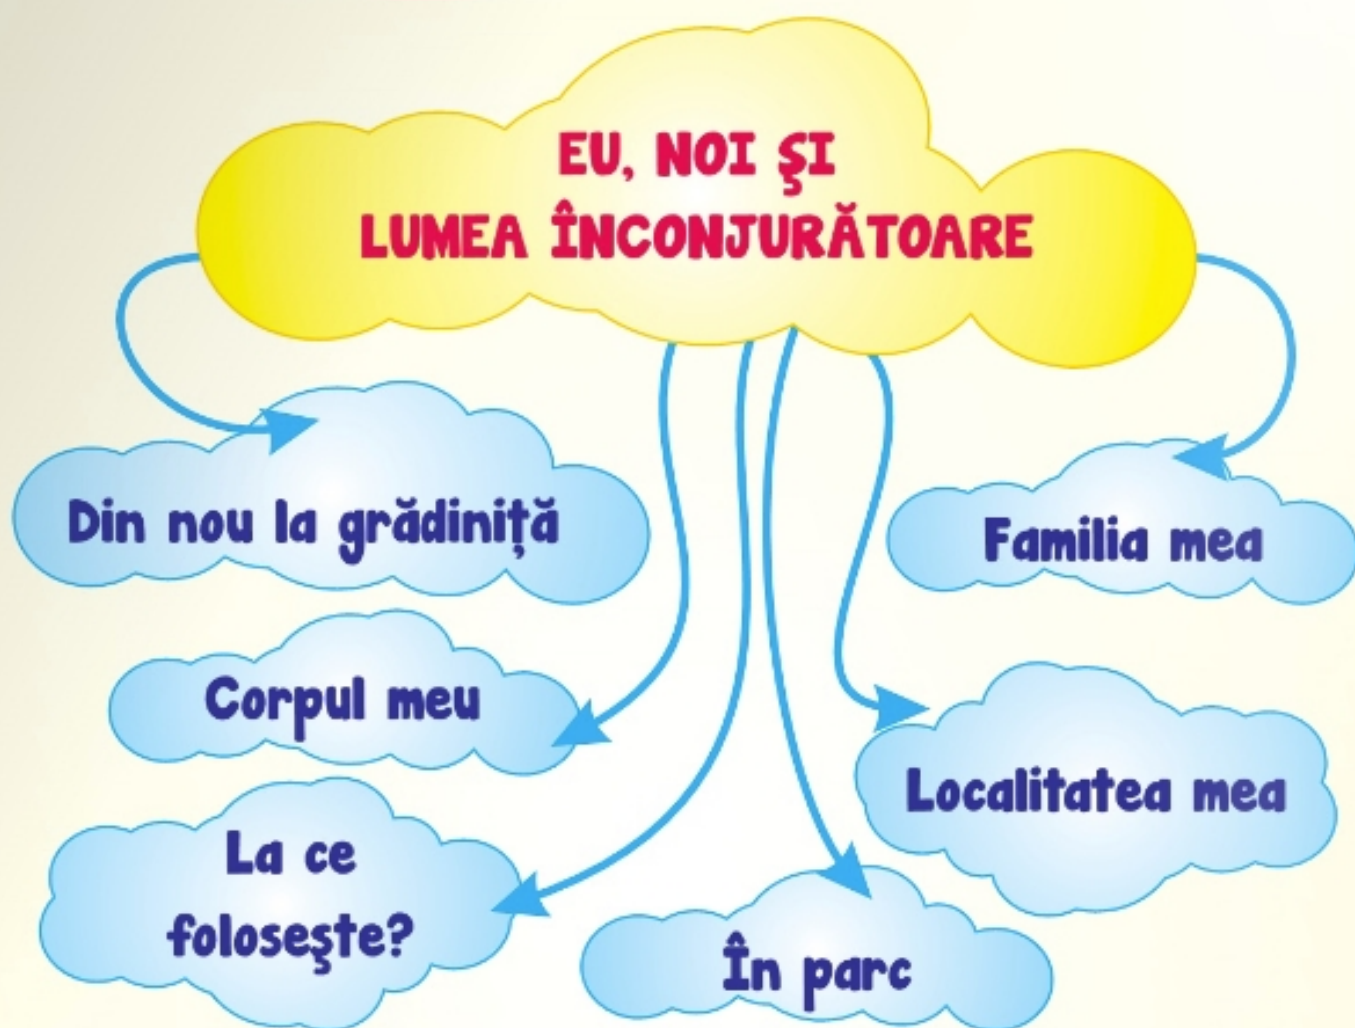 EU, NOI ŞI
LUMEA ÎNCONJURĂTOARE
Din nou la grădiniţă
Familia mea
Corpul meu
Localitatea mea
La ce
foloseşte?
În parc